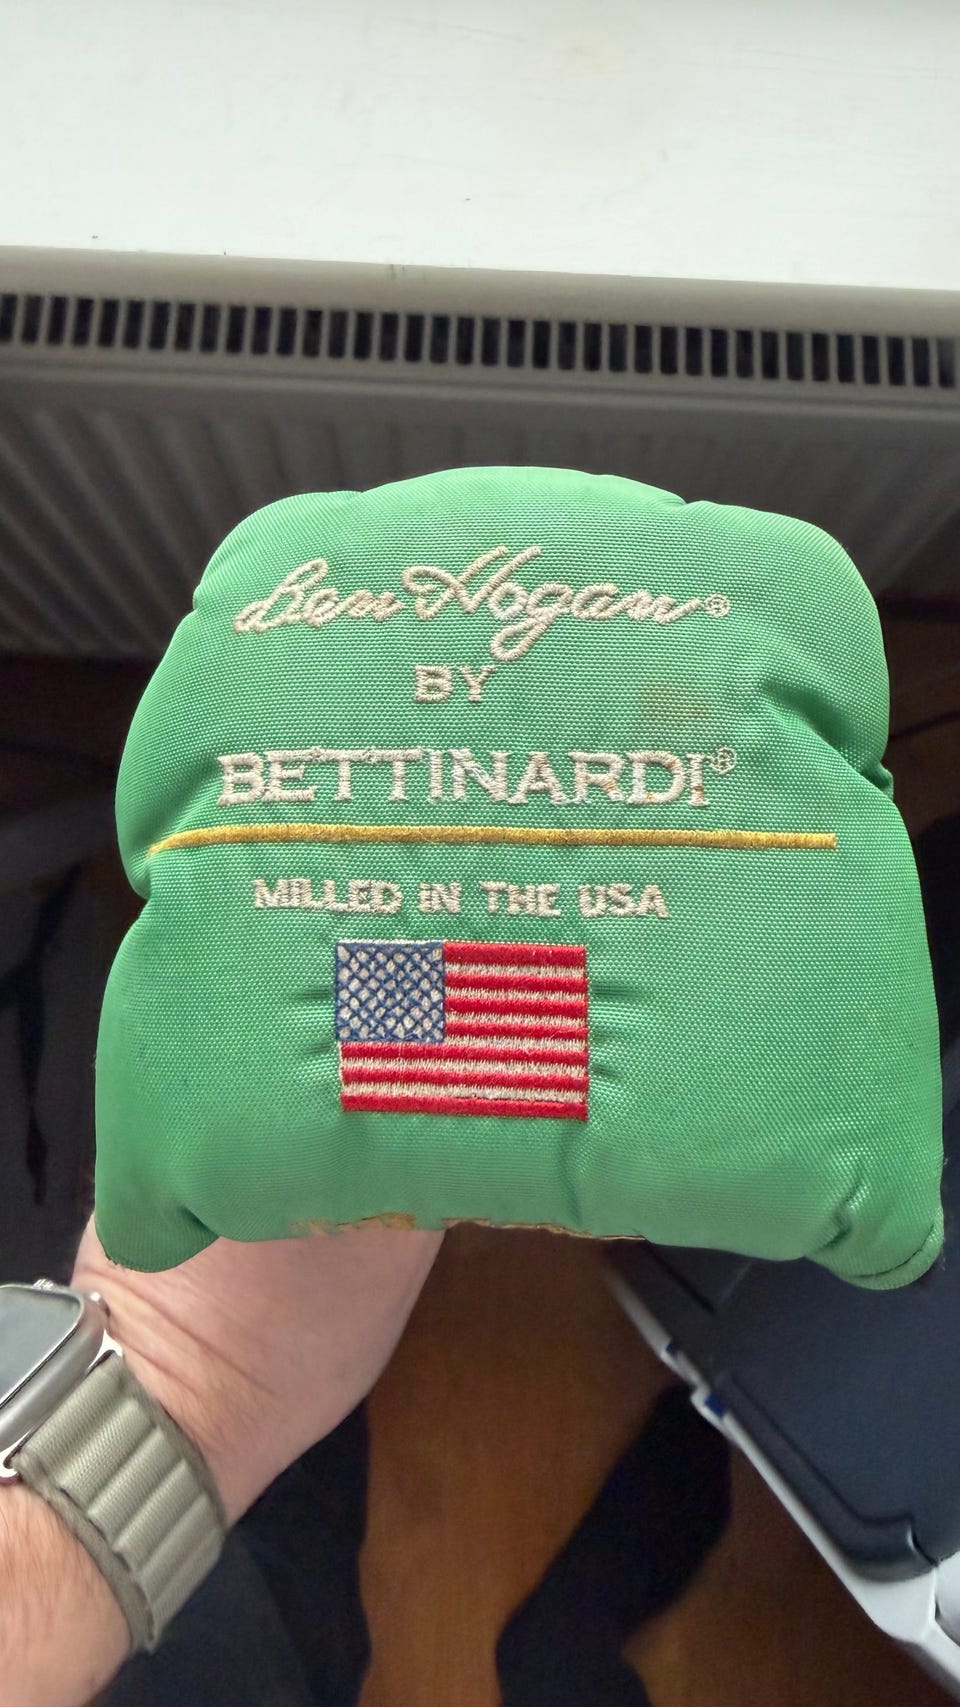 Ben Hogan®
BY
BETTINARDI®
MILLED IN THE USA